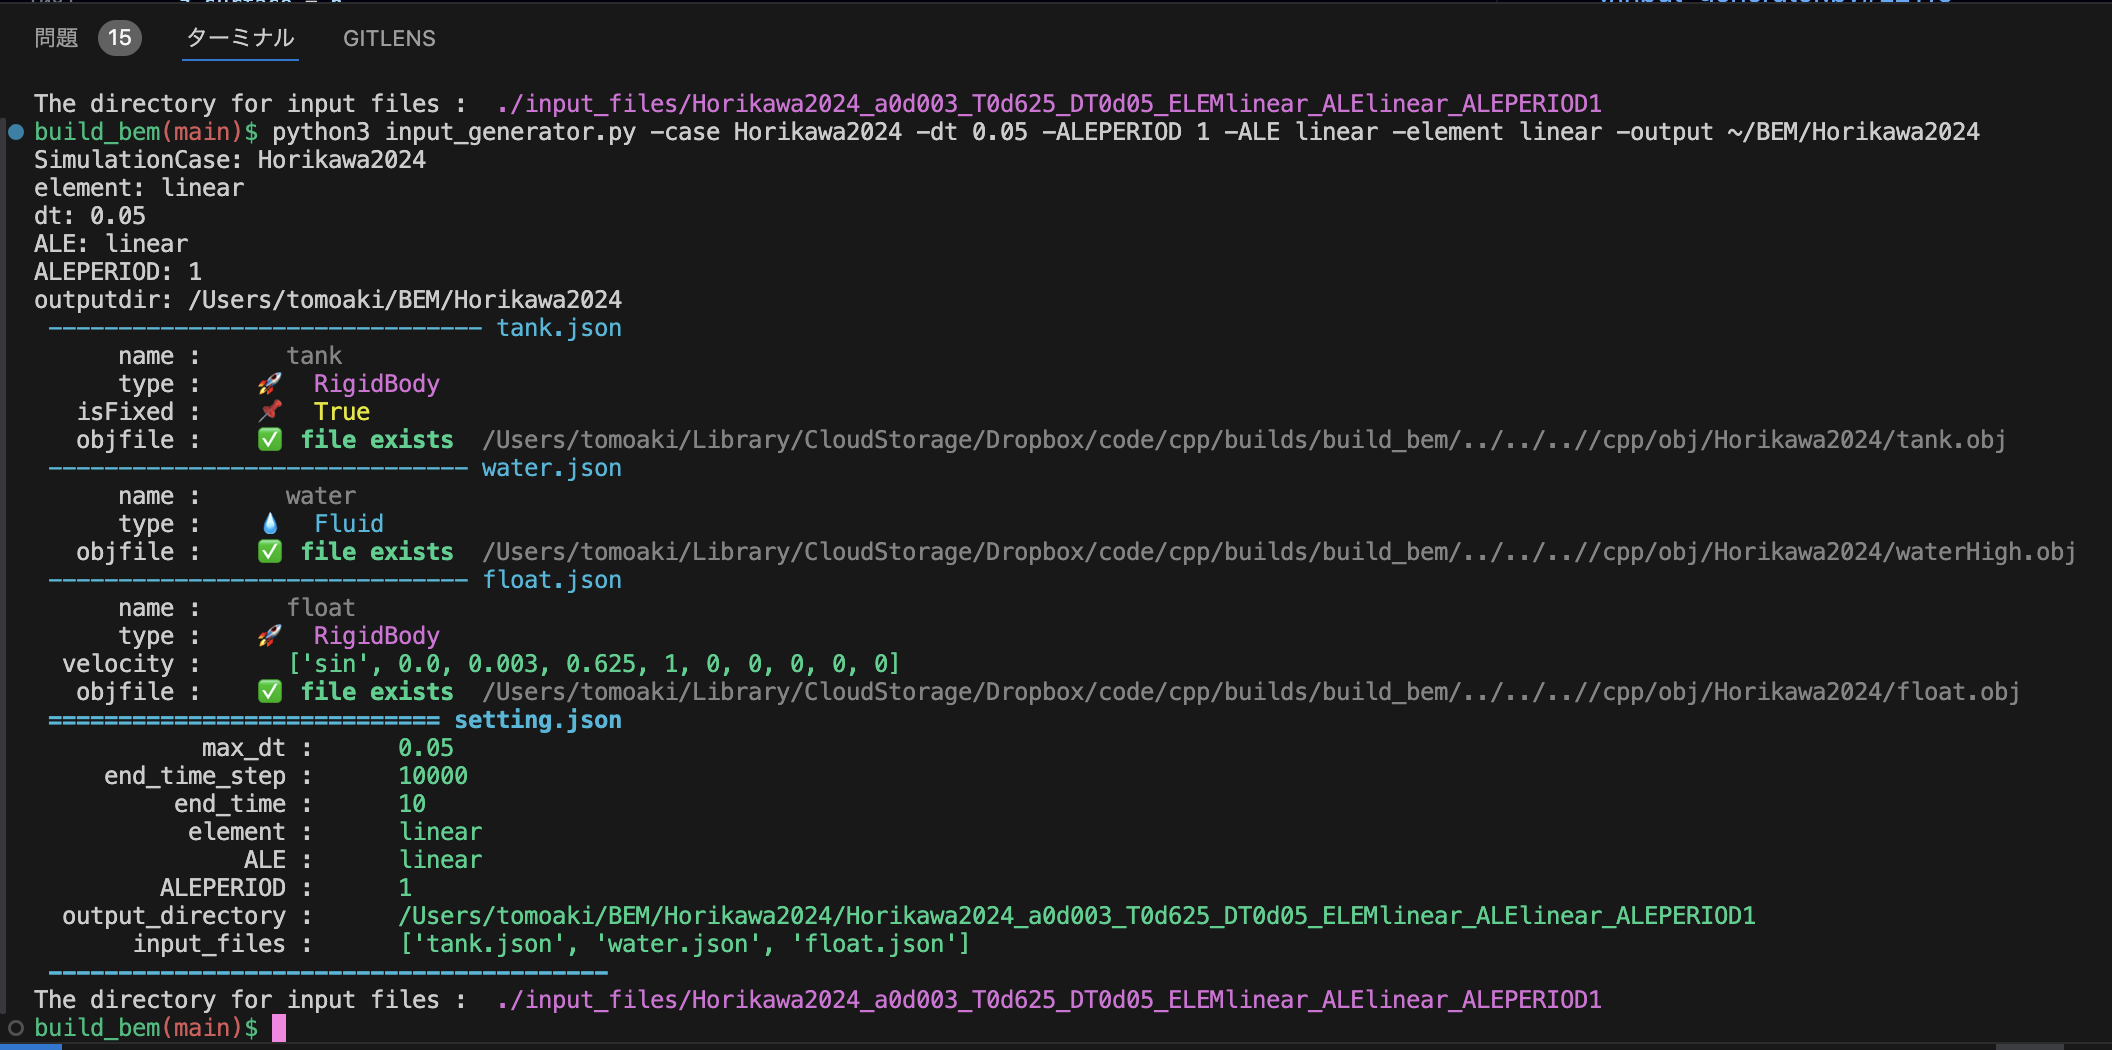 問題 15 ターミナル GITLENS
The directory for input files :  ./input_files/Horikawa2024_a0d003_T0d625_DT0d05_ELEMlinear_ALElinear_ALEPERIOD1
build_bem(main)$ python3 input_generator.py -case Horikawa2024 -dt 0.05 -ALEPERIOD 1 -ALE linear -element linear -output ~/BEM/Horikawa2024
SimulationCase: Horikawa2024
element: linear
dt: 0.05
ALE: linear
ALEPERIOD: 1
outputdir: /Users/tomoaki/BEM/Horikawa2024
------------------------------- tank.json
name : tank
type : 🚀 RigidBody
isFixed : 📌 True
objfile : ✅ file exists /Users/tomoaki/Library/CloudStorage/Dropbox/code/cpp/builds/build_bem/../../..//cpp/obj/Horikawa2024/tank.obj
------------------------------ water.json
name : water
type : 💧 Fluid
objfile : ✅ file exists /Users/tomoaki/Library/CloudStorage/Dropbox/code/cpp/builds/build_bem/../../..//cpp/obj/Horikawa2024/waterHigh.obj
------------------------------ float.json
name : float
type : 🚀 RigidBody
velocity : ['sin', 0.0, 0.003, 0.625, 1, 0, 0, 0, 0, 0]
objfile : ✅ file exists /Users/tomoaki/Library/CloudStorage/Dropbox/code/cpp/builds/build_bem/../../..//cpp/obj/Horikawa2024/float.obj
============================ setting.json
max_dt : 0.05
end_time_step : 10000
end_time : 10
element : linear
ALE : linear
ALEPERIOD : 1
output_directory : /Users/tomoaki/BEM/Horikawa2024/Horikawa2024_a0d003_T0d625_DT0d05_ELEMlinear_ALElinear_ALEPERIOD1
input_files : ['tank.json', 'water.json', 'float.json']
----------------------------------------
The directory for input files :  ./input_files/Horikawa2024_a0d003_T0d625_DT0d05_ELEMlinear_ALElinear_ALEPERIOD1
build_bem(main)$